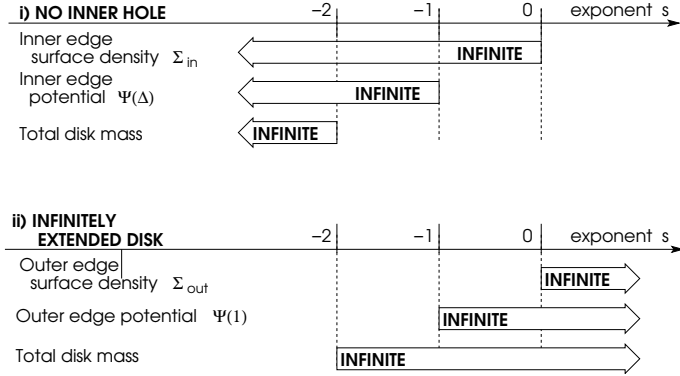 i) NO INNER HOLE
−2 −1 0 exponent s
Inner edge
surface density Σin
INFINITE
Inner edge
potential Ψ(Δ)
INFINITE
Total disk mass
INFINITE
ii) INFINITELY
EXTENDED DISK
−2 −1 0 exponent s
Outer edge
surface density Σout
INFINITE
Outer edge potential Ψ(1)
INFINITE
Total disk mass
INFINITE